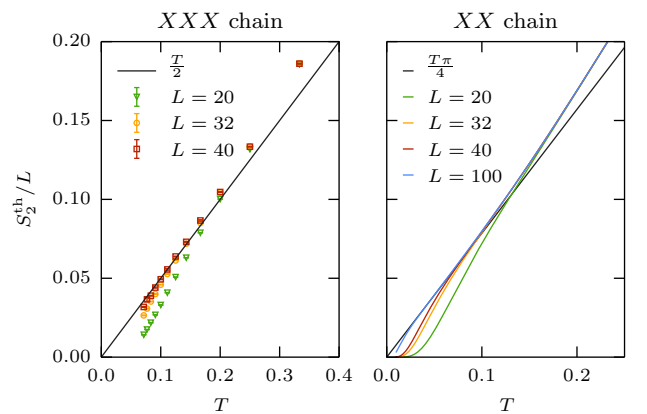 XXX chain
XX chain
S₂ᵗʰ/L
0.20
0.15
0.10
0.05
0.00
T/2
L = 20
L = 32
L = 40
Tπ/4
L = 20
L = 32
L = 40
L = 100
0.0 0.1 0.2 0.3 0.4
0.0 0.1 0.2
T
T